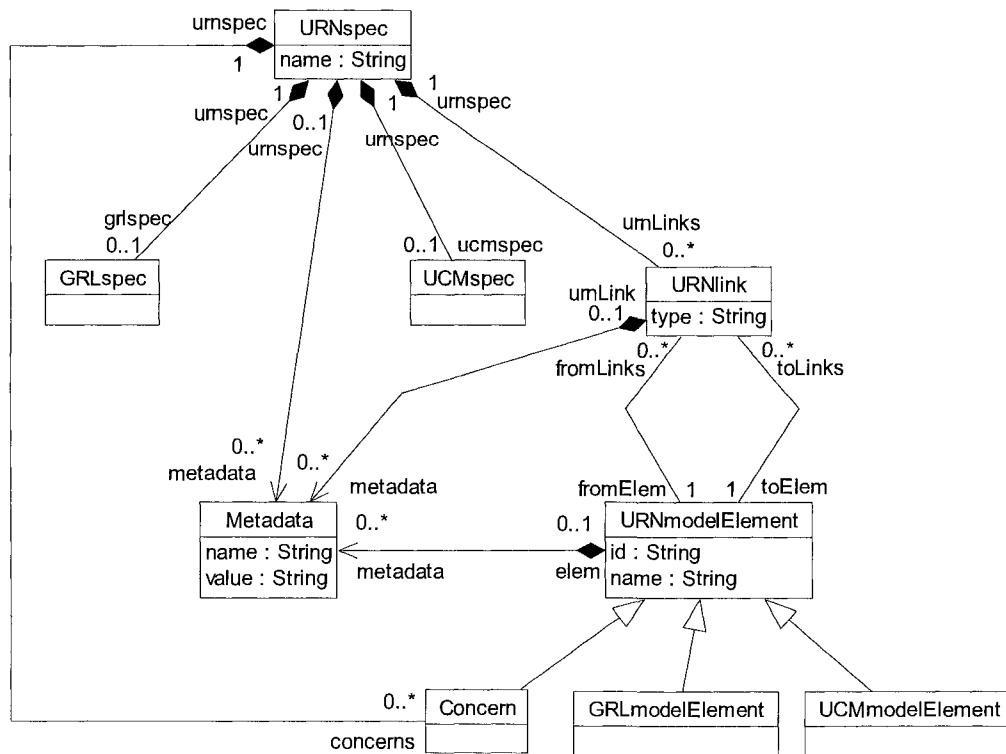 urnspec
URNspec
1
name : String
1
urnspec
0..1
urnspec
1
urnspec
1
urnspec
grlspec
0..1
GRLspec
0..1
ucmspec
UCMspec
urnLinks
0..*
URNlink
type : String
urnLink
0..1
0..*
fromLinks
0..*
toLinks
0..*
metadata
0..*
metadata
fromElem
1
1
toElem
Metadata
name : String
value : String
0..*
metadata
0..1
elem
URNmodelElement
id : String
name : String
0..*
concerns
Concern
GRLmodelElement
UCMmodelElement